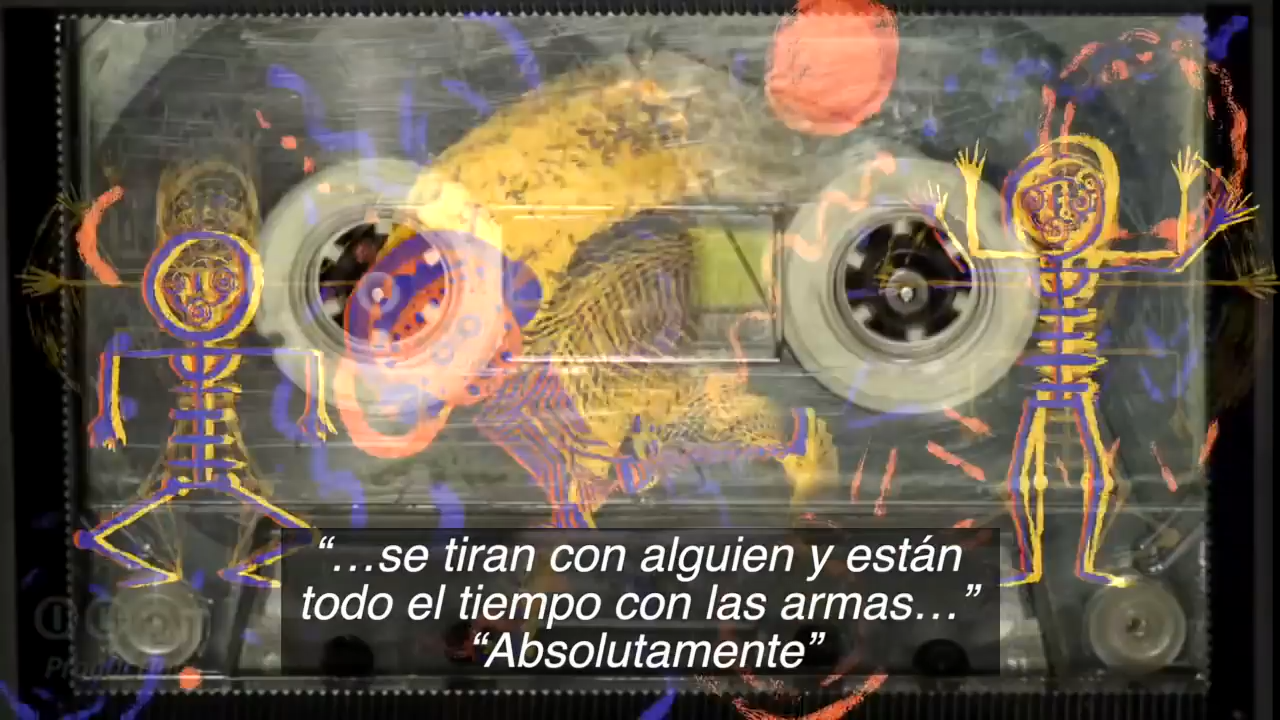 “…se tiran con alguien y están
todo el tiempo con las armas…”
“Absolutamente”